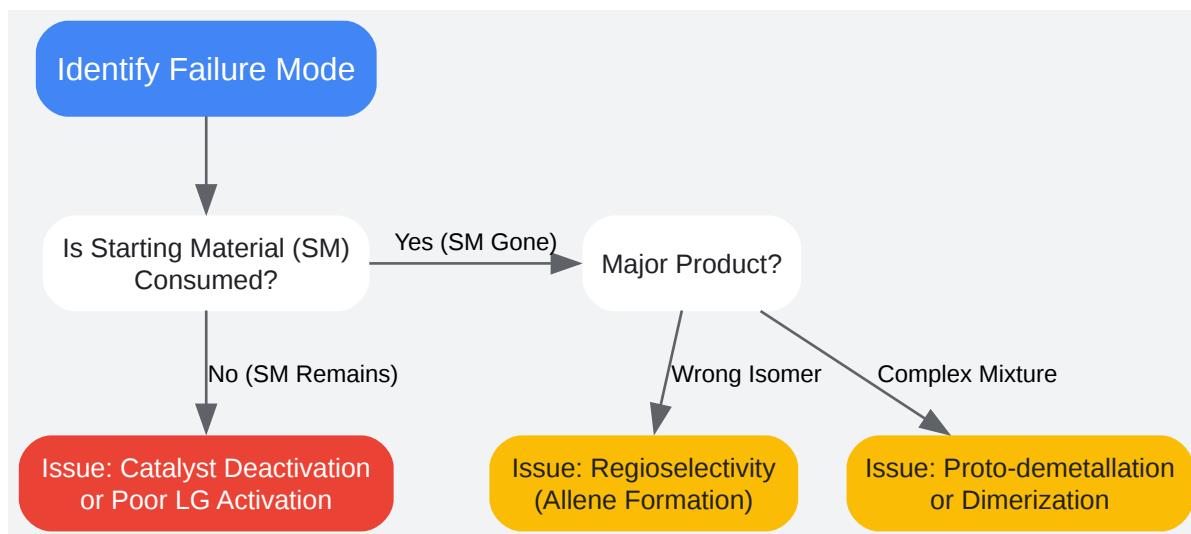 Identify Failure Mode
Is Starting Material (SM)
Consumed?
Yes (SM Gone)
Major Product?
No (SM Remains)
Wrong Isomer
Complex Mixture
Issue: Catalyst Deactivation
or Poor LG Activation
Issue: Regioselectivity
(Allene Formation)
Issue: Proto-demetallation
or Dimerization